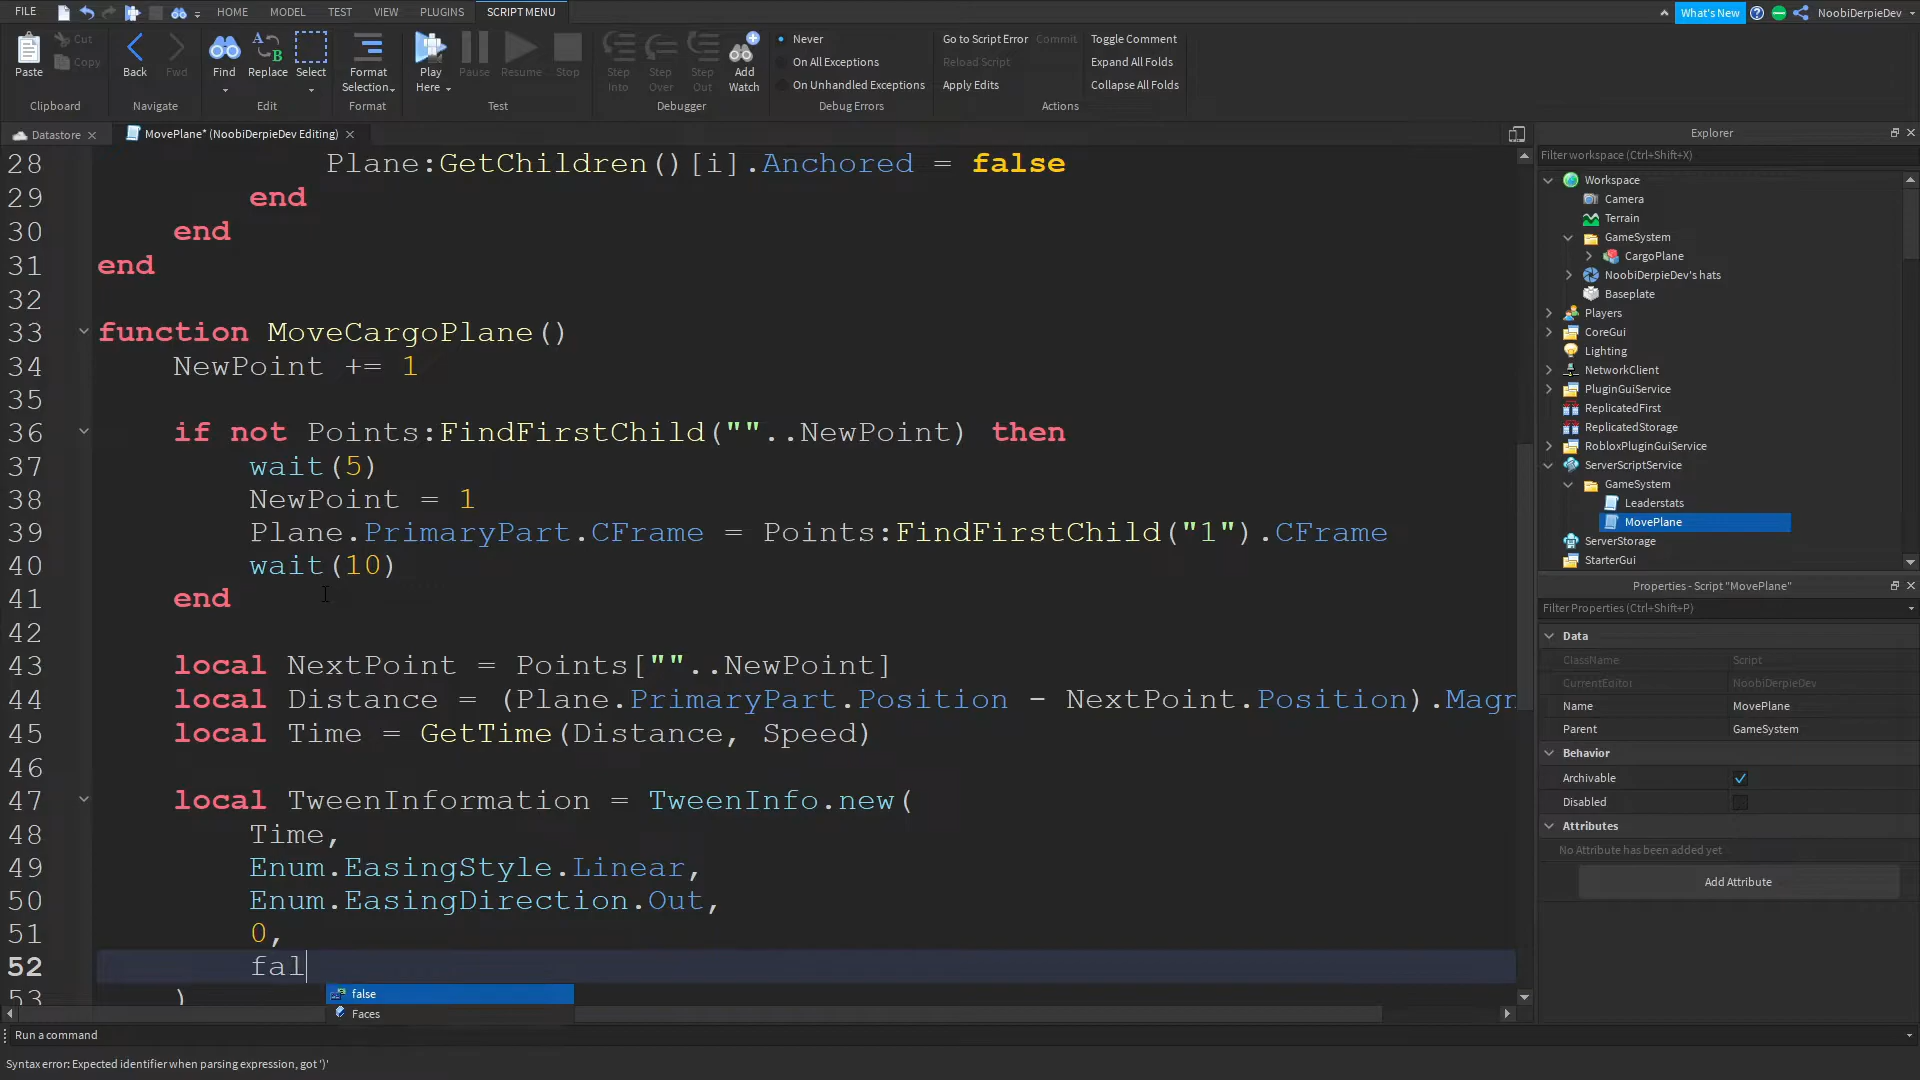 FILE HOME MODEL TEST VIEW PLUGINS SCRIPT MENU What's New NoobiDerpieDev
Cut
Copy
Paste
Clipboard
Back Fwd
Navigate
Find Replace Select
Edit
Format Selection
Format
Play Here Pause Resume Stop
Test
Step Into Step Over Step Out Add Watch
Debugger
Never
On All Exceptions
On Unhandled Exceptions
Debug Errors
Go to Script Error Commit Toggle Comment
Reload Script Expand All Folds
Apply Edits Collapse All Folds
Actions
Datastore MovePlane* (NoobiDerpieDev Editing)
28 Plane:GetChildren()[i].Anchored = false
29 end
30 end
31 end
32
33 function MoveCargoPlane()
34 NewPoint += 1
35
36 if not Points:FindFirstChild(""..NewPoint) then
37 wait(5)
38 NewPoint = 1
39 Plane.PrimaryPart.CFrame = Points:FindFirstChild("1").CFrame
40 wait(10)
41 end
42
43 local NextPoint = Points[""..NewPoint]
44 local Distance = (Plane.PrimaryPart.Position - NextPoint.Position).Magn
45 local Time = GetTime(Distance, Speed)
46
47 local TweenInformation = TweenInfo.new(
48 Time,
49 Enum.EasingStyle.Linear,
50 Enum.EasingDirection.Out,
51 0,
52 fal
53 )
false
Faces
Run a command
Syntax error: Expected identifier when parsing expression, got ')'
Explorer
Filter workspace (Ctrl+Shift+X)
Workspace
Camera
Terrain
GameSystem
CargoPlane
NoobiDerpieDev's hats
Baseplate
Players
CoreGui
Lighting
NetworkClient
PluginGuiService
ReplicatedFirst
ReplicatedStorage
RobloxPluginGuiService
ServerScriptService
GameSystem
Leaderstats
MovePlane
ServerStorage
StarterGui
Properties - Script "MovePlane"
Filter Properties (Ctrl+Shift+P)
Data
ClassName Script
CurrentEditor NoobiDerpieDev
Name MovePlane
Parent GameSystem
Behavior
Archivable
Disabled
Attributes
No Attribute has been added yet
Add Attribute